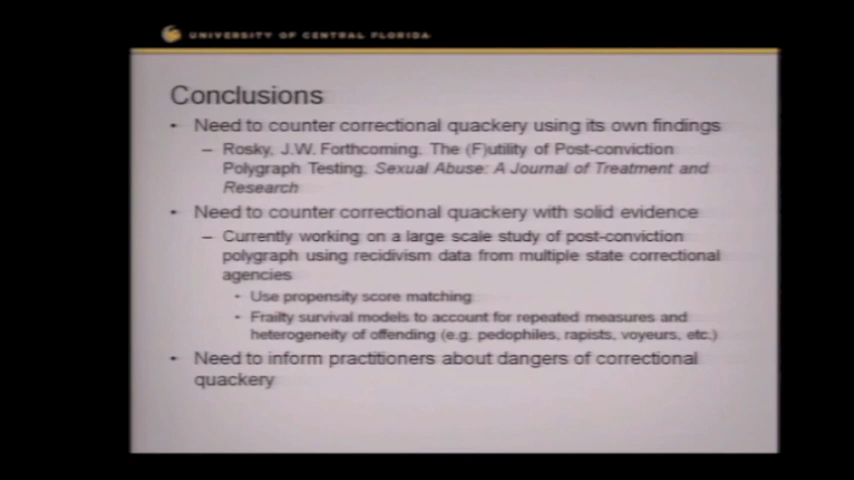 UNIVERSITY OF CENTRAL FLORIDA
Conclusions
• Need to counter correctional quackery using its own findings
– Rosky, J.W. Forthcoming. The (F)utility of Post-conviction
Polygraph Testing. Sexual Abuse: A Journal of Treatment and
Research
• Need to counter correctional quackery with solid evidence
– Currently working on a large scale study of post-conviction
polygraph using recidivism data from multiple state correctional
agencies
• Use propensity score matching
• Frailty survival models to account for repeated measures and
heterogeneity of offending (e.g. pedophiles, rapists, voyeurs, etc.)
• Need to inform practitioners about dangers of correctional
quackery